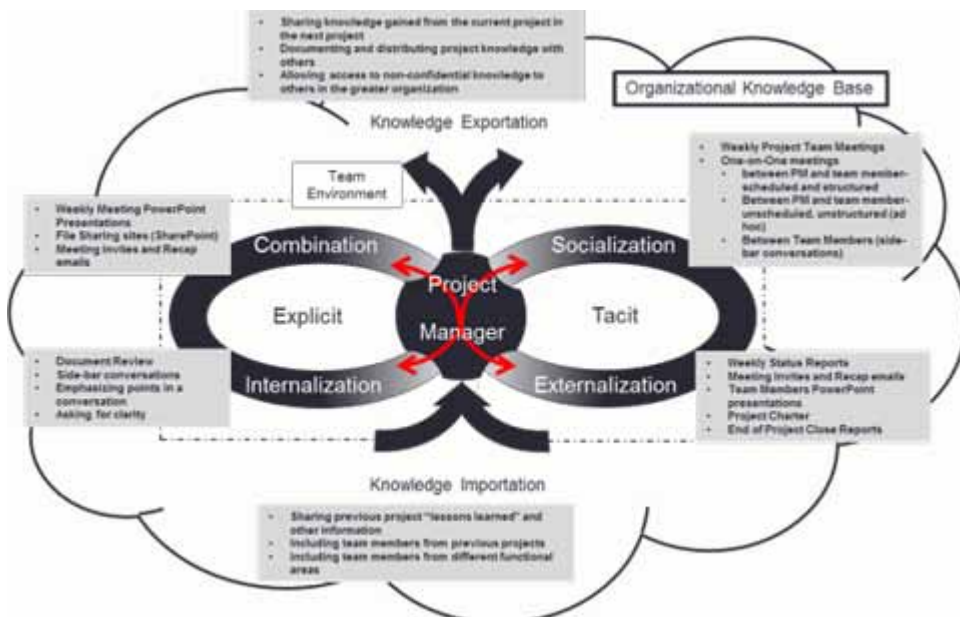 • Sharing knowledge gained from the current project in
the next project
• Documenting and distributing project knowledge with
others
• Allowing access to non-confidential knowledge to
others in the greater organization
Organizational Knowledge Base
Knowledge Exportation
Team
Environment
• Weekly Project Team Meetings
• One-on-One meetings
• between PM and team member-
scheduled and structured
• Between PM and team member-
unscheduled, unstructured (ad
hoc)
• Between Team Members (side-
bar conversations)
• Weekly Meeting PowerPoint
Presentations
• File Sharing sites (SharePoint)
• Meeting Invites and Recap
emails
Combination
Socialization
Project
Manager
Explicit
Tacit
Internalization
Externalization
• Document Review
• Side-bar conversations
• Emphasizing points in a
conversation
• Asking for clarity
• Weekly Status Reports
• Meeting Invites and Recap emails
• Team Members PowerPoint
presentations
• Project Charter
• End of Project Close Reports
Knowledge Importation
• Sharing previous project "lessons learned" and
other information
• Including team members from previous projects
• Including team members from different functional
areas